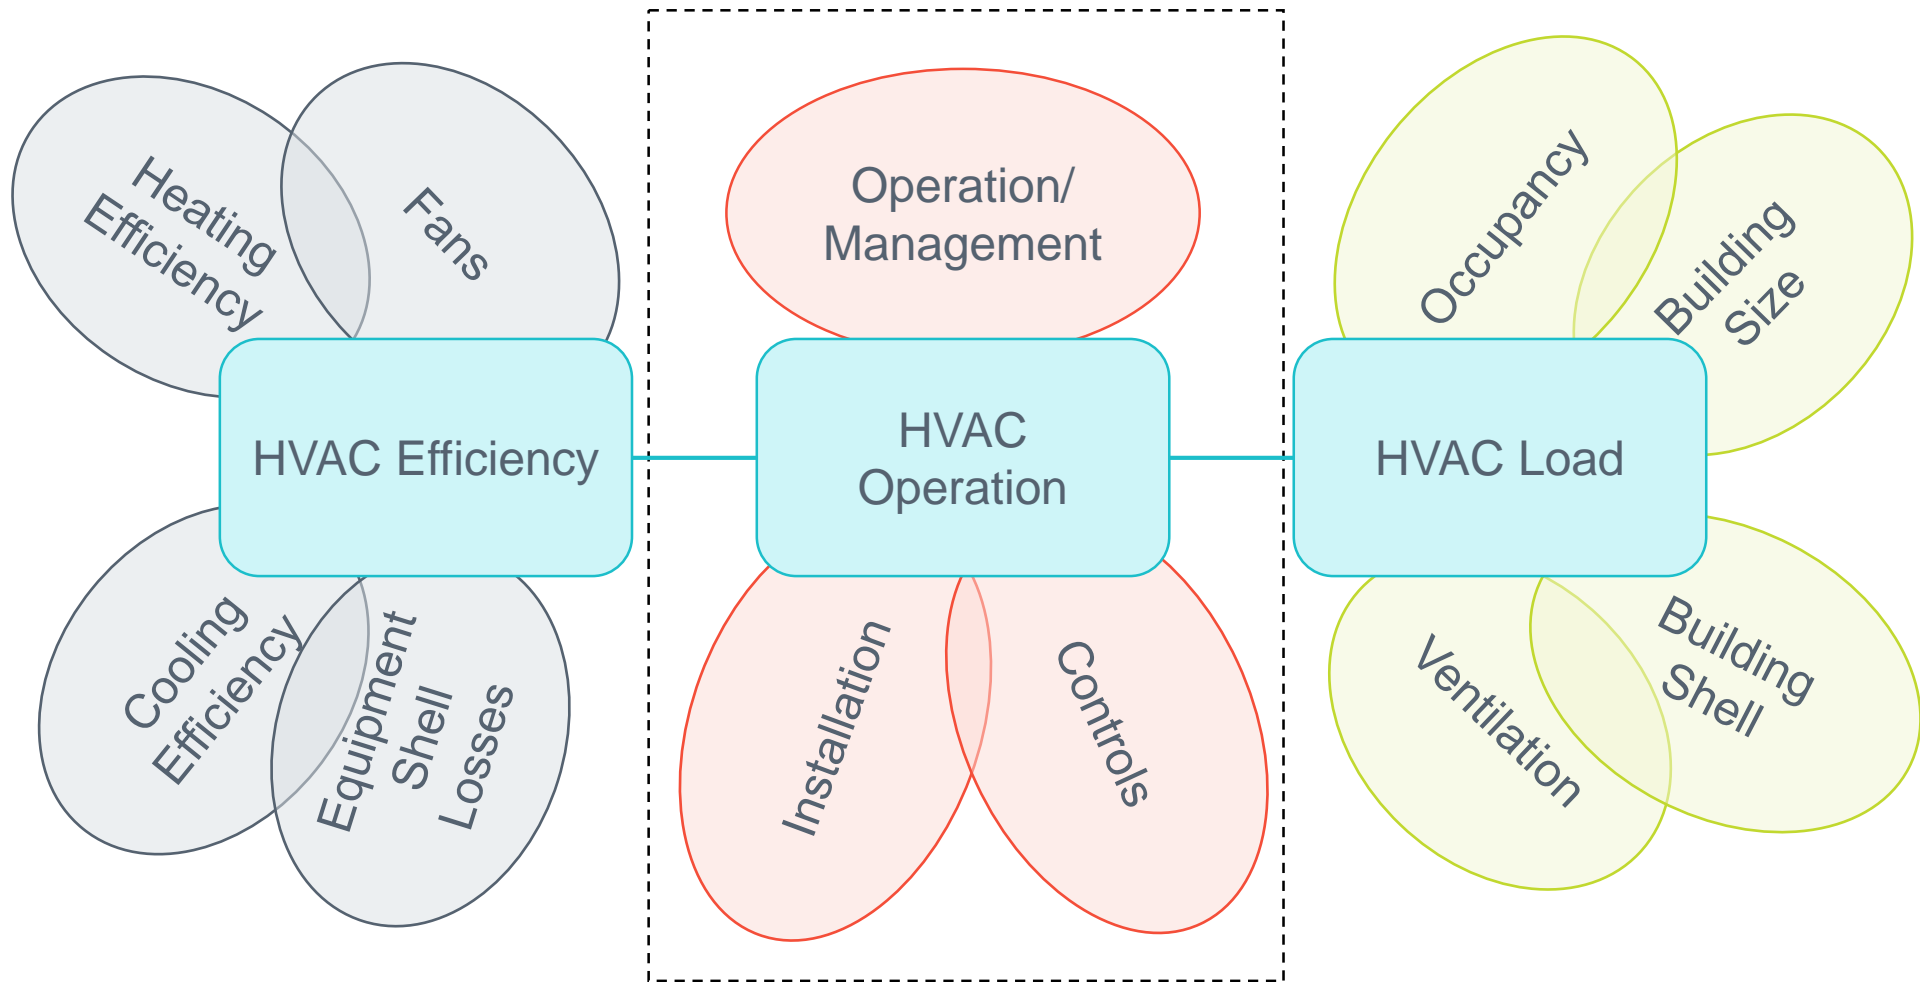 Heating
Efficiency
Fans
HVAC Efficiency
Cooling
Efficiency
Equipment
Shell
Losses
Operation/
Management
HVAC
Operation
Installation
Controls
Occupancy
Building
Size
HVAC Load
Ventilation
Building
Shell